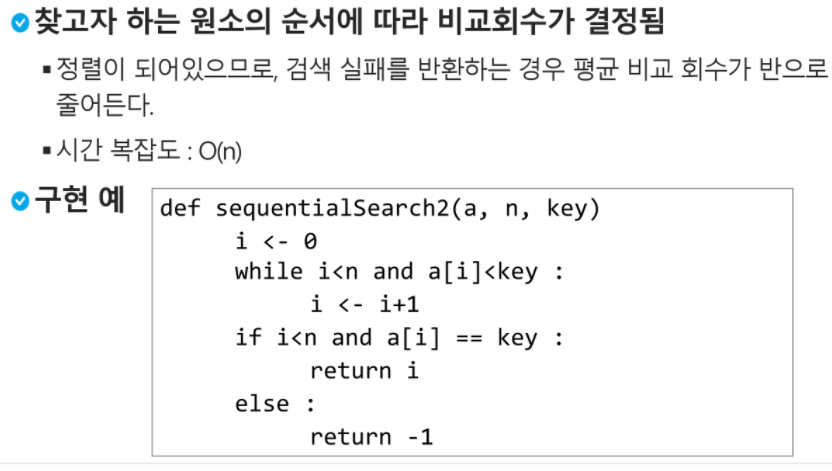 찾고자 하는 원소의 순서에 따라 비교회수가 결정됨
▪ 정렬이 되어있으므로, 검색 실패를 반환하는 경우 평균 비교 회수가 반으로
줄어든다.
▪ 시간 복잡도 : O(n)
구현 예
def sequentialSearch2(a, n, key)
i <- 0
while i<n and a[i]<key :
i <- i+1
if i<n and a[i] == key :
return i
else :
return -1